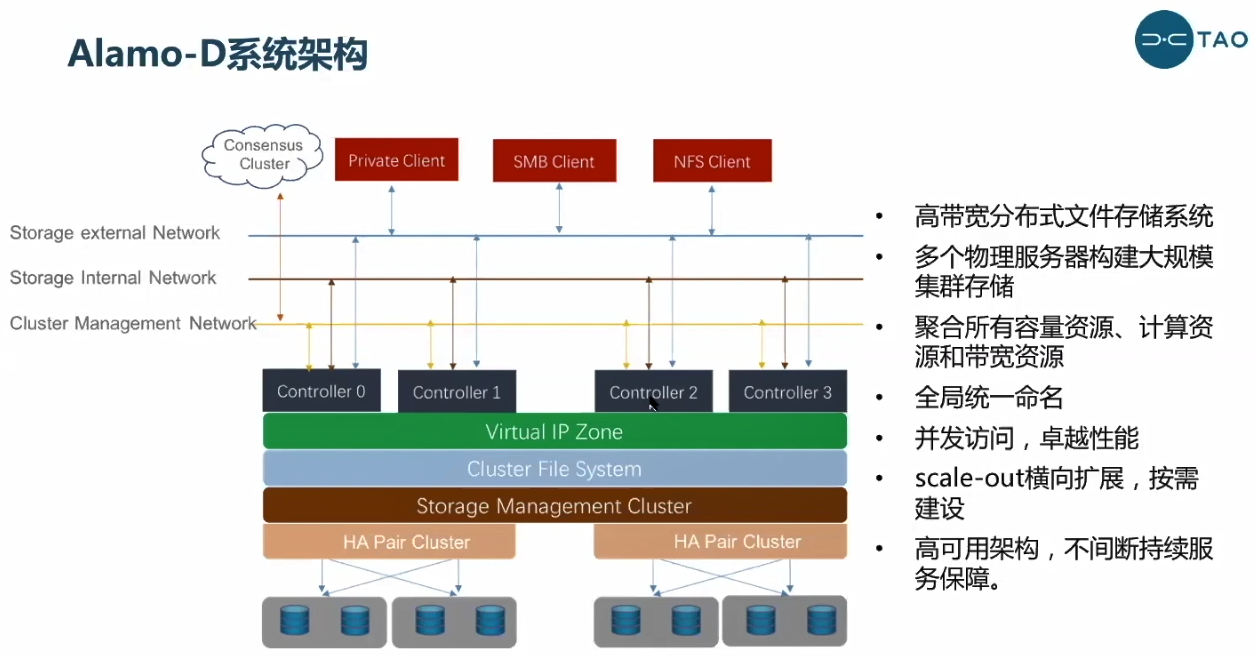 Alamo-D系统架构
TAO
Consensus
Cluster
Private Client
SMB Client
NFS Client
Storage external Network
Storage Internal Network
Cluster Management Network
Controller 0
Controller 1
Controller 2
Controller 3
Virtual IP Zone
Cluster File System
Storage Management Cluster
HA Pair Cluster
HA Pair Cluster
• 高带宽分布式文件存储系统
• 多个物理服务器构建大规模
集群存储
• 聚合所有容量资源、计算资
源和带宽资源
• 全局统一命名
• 并发访问，卓越性能
• scale-out横向扩展，按需
建设
• 高可用架构，不间断持续服
务保障。